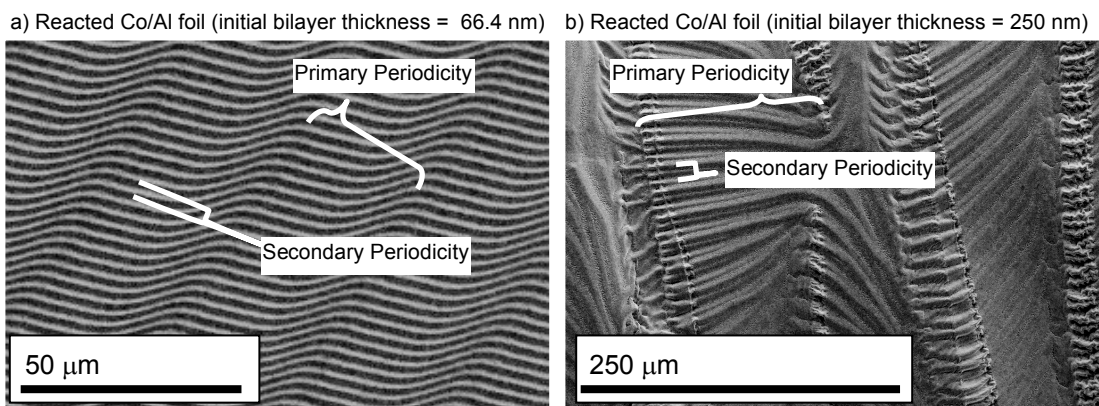 a) Reacted Co/Al foil (initial bilayer thickness =  66.4 nm)
b) Reacted Co/Al foil (initial bilayer thickness = 250 nm)
Primary Periodicity
Secondary Periodicity
50 μm
Primary Periodicity
Secondary Periodicity
250 μm